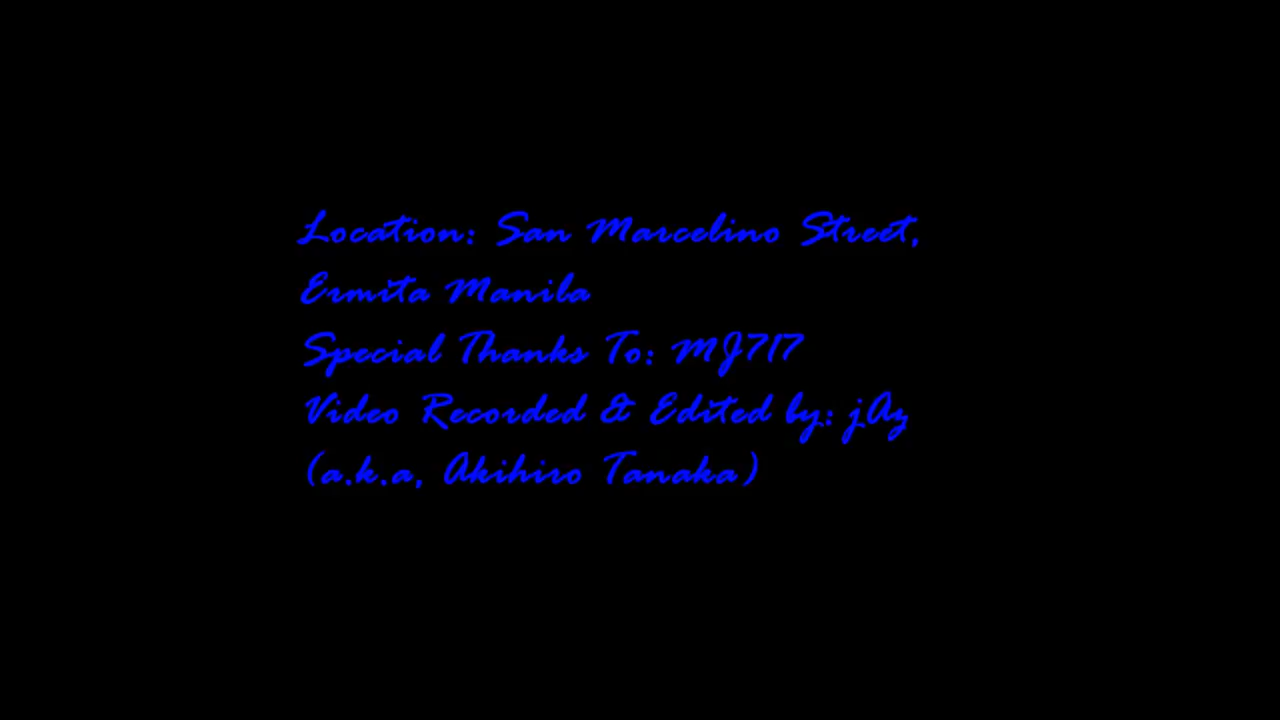 Location: San Marcelino Street,
Ermita Manila
Special Thanks To: MJ717
Video Recorded & Edited by: jAz
(a.k.a, Akihiro Tanaka)